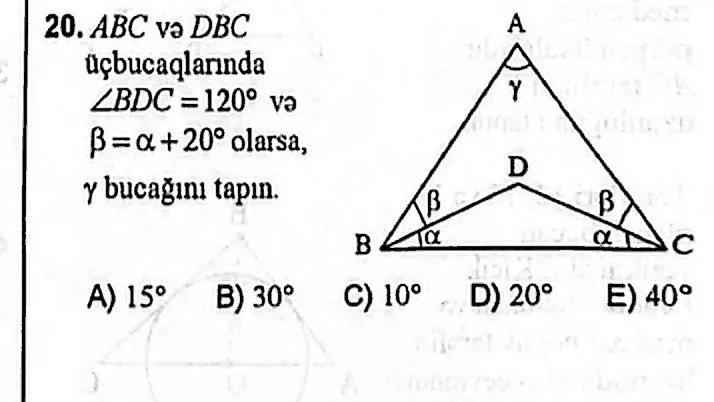 20. ABC və DBC
üçbucaqlarında
∠BDC = 120° və
β = α + 20° olarsa,
γ bucağını tapın.
A
γ
D
β β
B α α C
A) 15° B) 30° C) 10° D) 20° E) 40°